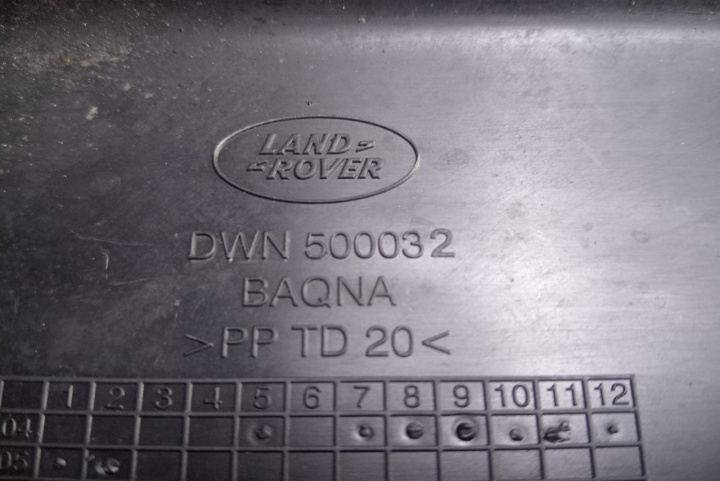 LAND
ROVER
DWN 500032
BAQNA
>PP TD 20<
1 2 3 4 5 6 7 8 9 10 11 12
04
05